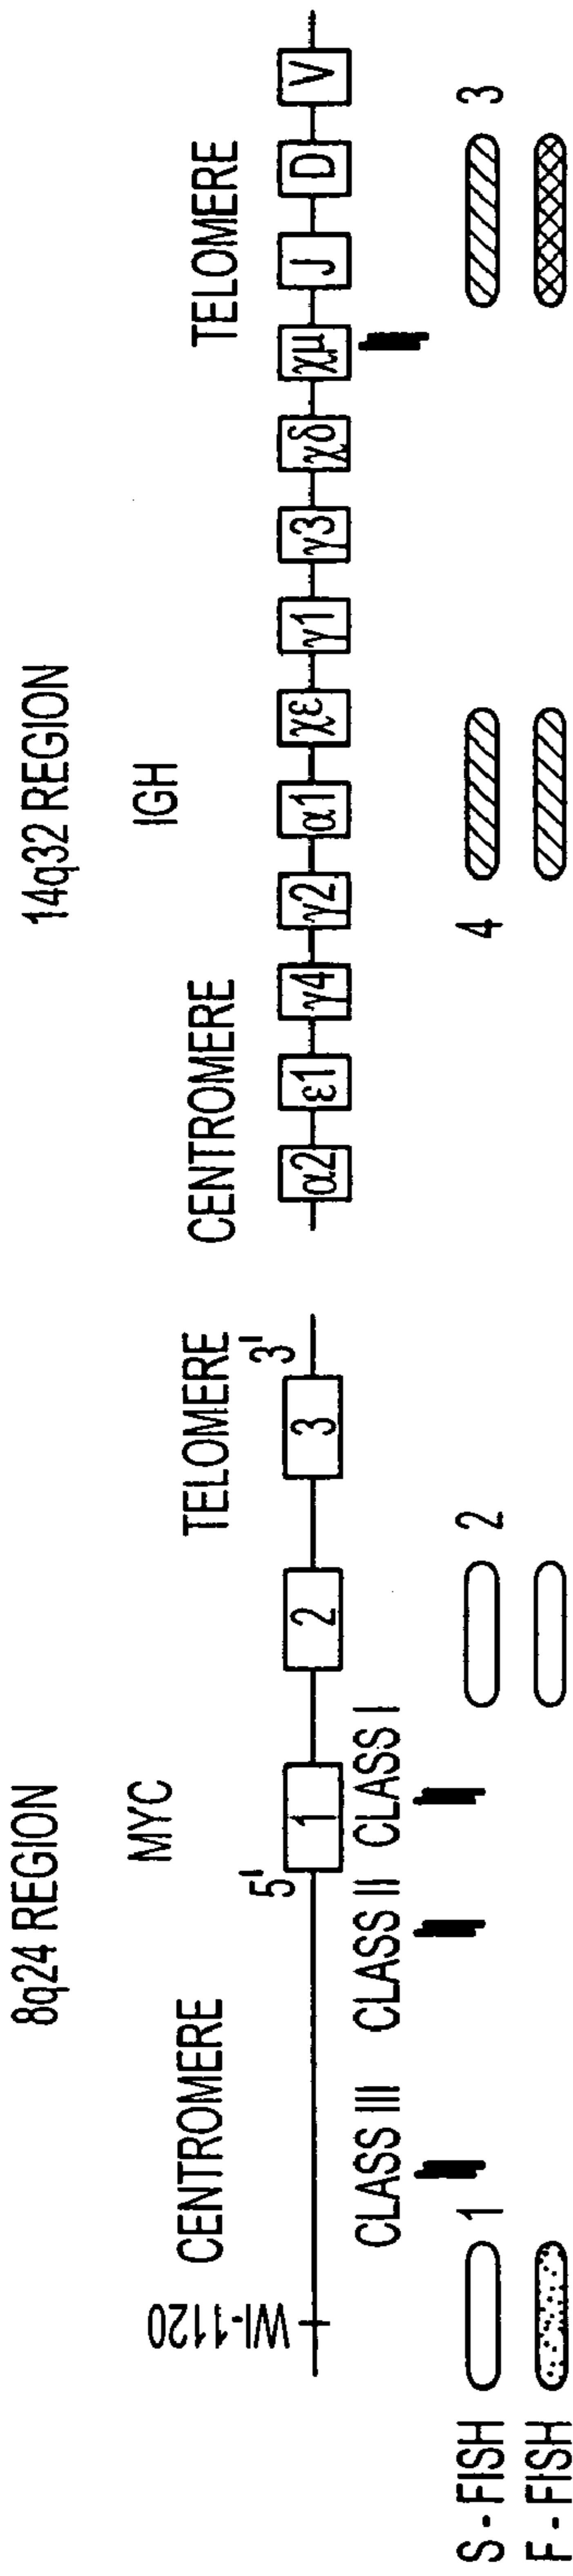 8q24 REGION
MYC
CENTROMERE
TELOMERE
WI-1120
5'
1
2
3
3'
CLASS III
CLASS II
CLASS I
14q32 REGION
IGH
CENTROMERE
TELOMERE
α2
ε1
γ4
γ2
α1
χε
γ1
γ3
χδ
χμ
J
D
V
S - FISH
1
2
4
3
F - FISH